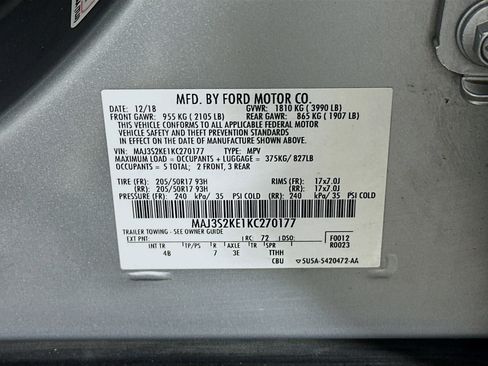 MFD. BY FORD MOTOR CO.
DATE: 12/18 GVWR: 1810 KG ( 3990 LB)
FRONT GAWR: 955 KG ( 2105 LB) REAR GAWR: 865 KG ( 1907 LB)
THIS VEHICLE CONFORMS TO ALL APPLICABLE FEDERAL MOTOR
VEHICLE SAFETY AND THEFT PREVENTION STANDARDS IN
EFFECT ON THE DATE OF MANUFACTURE SHOWN ABOVE.
VIN: MAJ3S2KE1KC270177 TYPE: MPV
MAXIMUM LOAD = OCCUPANTS + LUGGAGE = 375KG/ 827LB
OCCUPANTS = 5 TOTAL; 2 FRONT, 3 REAR
TIRE (FR): 205/50R17 93H RIMS (FR): 17x7.0J
(RR): 205/50R17 93H (RR): 17x7.0J
PRESSURE (FR): 240 kPa/ 35 PSI COLD (RR): 240 kPa/ 35 PSI COLD
MAJ3S2KE1KC270177
TRAILER TOWING - SEE OWNER GUIDE
EXT PNT: RC: 72 DSO: F0012
R0023
INT TR TP/PS R AXLE TR SPR
4B 7 3E TTHH
CBU 5U5A-5420472-AA